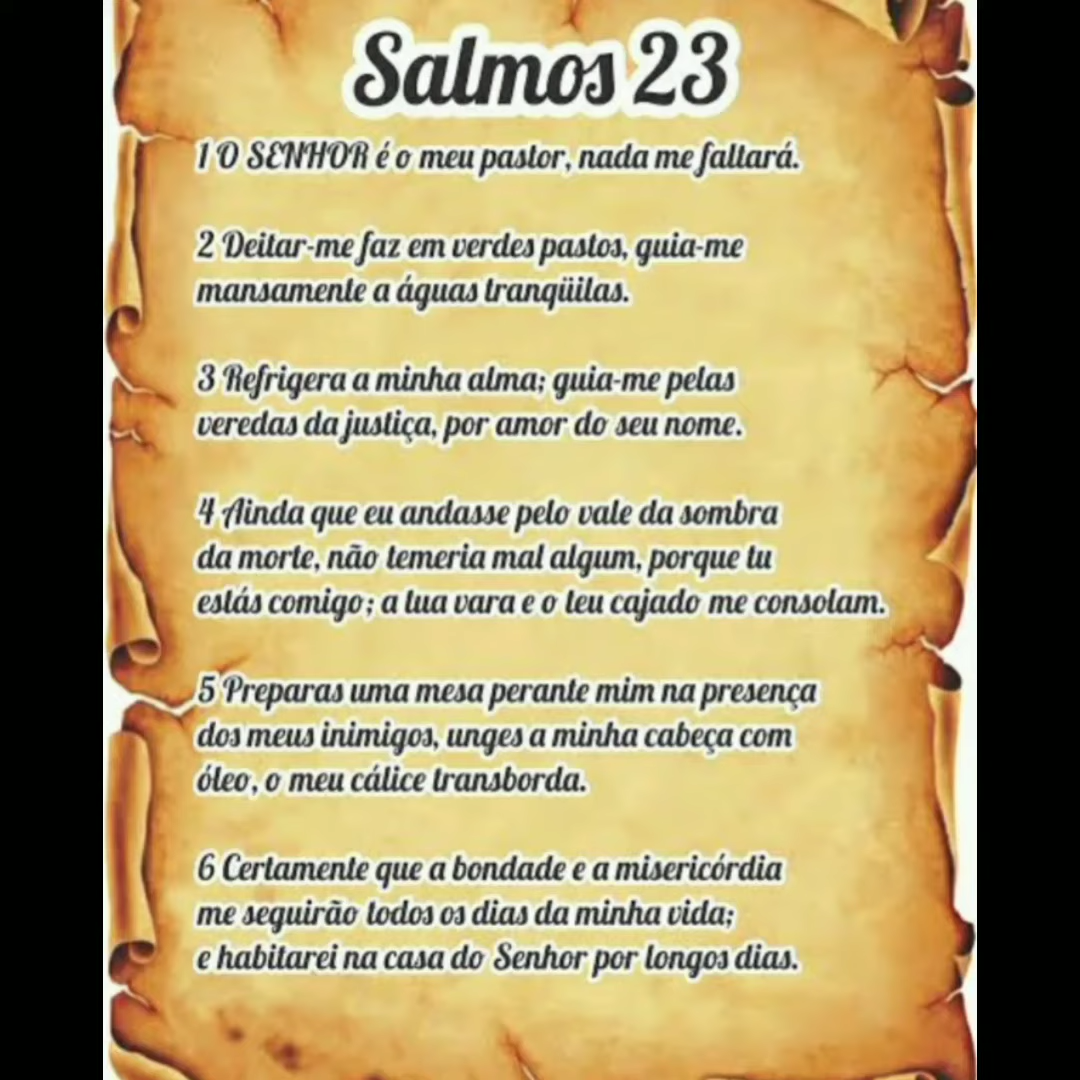 Salmos 23
1 O SENHOR é o meu pastor, nada me faltará.
2 Deitar-me faz em verdes pastos, guia-me
mansamente a águas tranqüilas.
3 Refrigera a minha alma; guia-me pelas
veredas da justiça, por amor do seu nome.
4 Ainda que eu andasse pelo vale da sombra
da morte, não temeria mal algum, porque tu
estás comigo; a tua vara e o teu cajado me consolam.
5 Preparas uma mesa perante mim na presença
dos meus inimigos, unges a minha cabeça com
óleo, o meu cálice transborda.
6 Certamente que a bondade e a misericórdia
me seguirão todos os dias da minha vida;
e habitarei na casa do Senhor por longos dias.